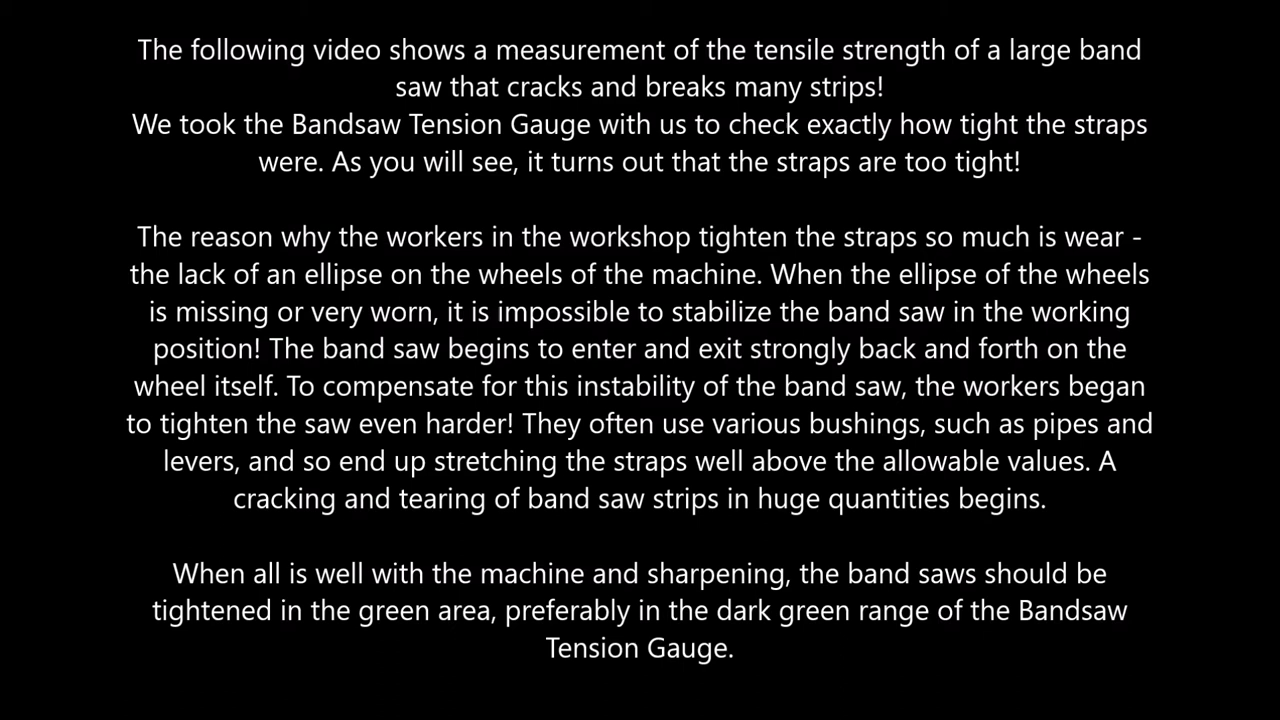 The following video shows a measurement of the tensile strength of a large band
saw that cracks and breaks many strips!
We took the Bandsaw Tension Gauge with us to check exactly how tight the straps
were. As you will see, it turns out that the straps are too tight!
The reason why the workers in the workshop tighten the straps so much is wear -
the lack of an ellipse on the wheels of the machine. When the ellipse of the wheels
is missing or very worn, it is impossible to stabilize the band saw in the working
position! The band saw begins to enter and exit strongly back and forth on the
wheel itself. To compensate for this instability of the band saw, the workers began
to tighten the saw even harder! They often use various bushings, such as pipes and
levers, and so end up stretching the straps well above the allowable values. A
cracking and tearing of band saw strips in huge quantities begins.
When all is well with the machine and sharpening, the band saws should be
tightened in the green area, preferably in the dark green range of the Bandsaw
Tension Gauge.